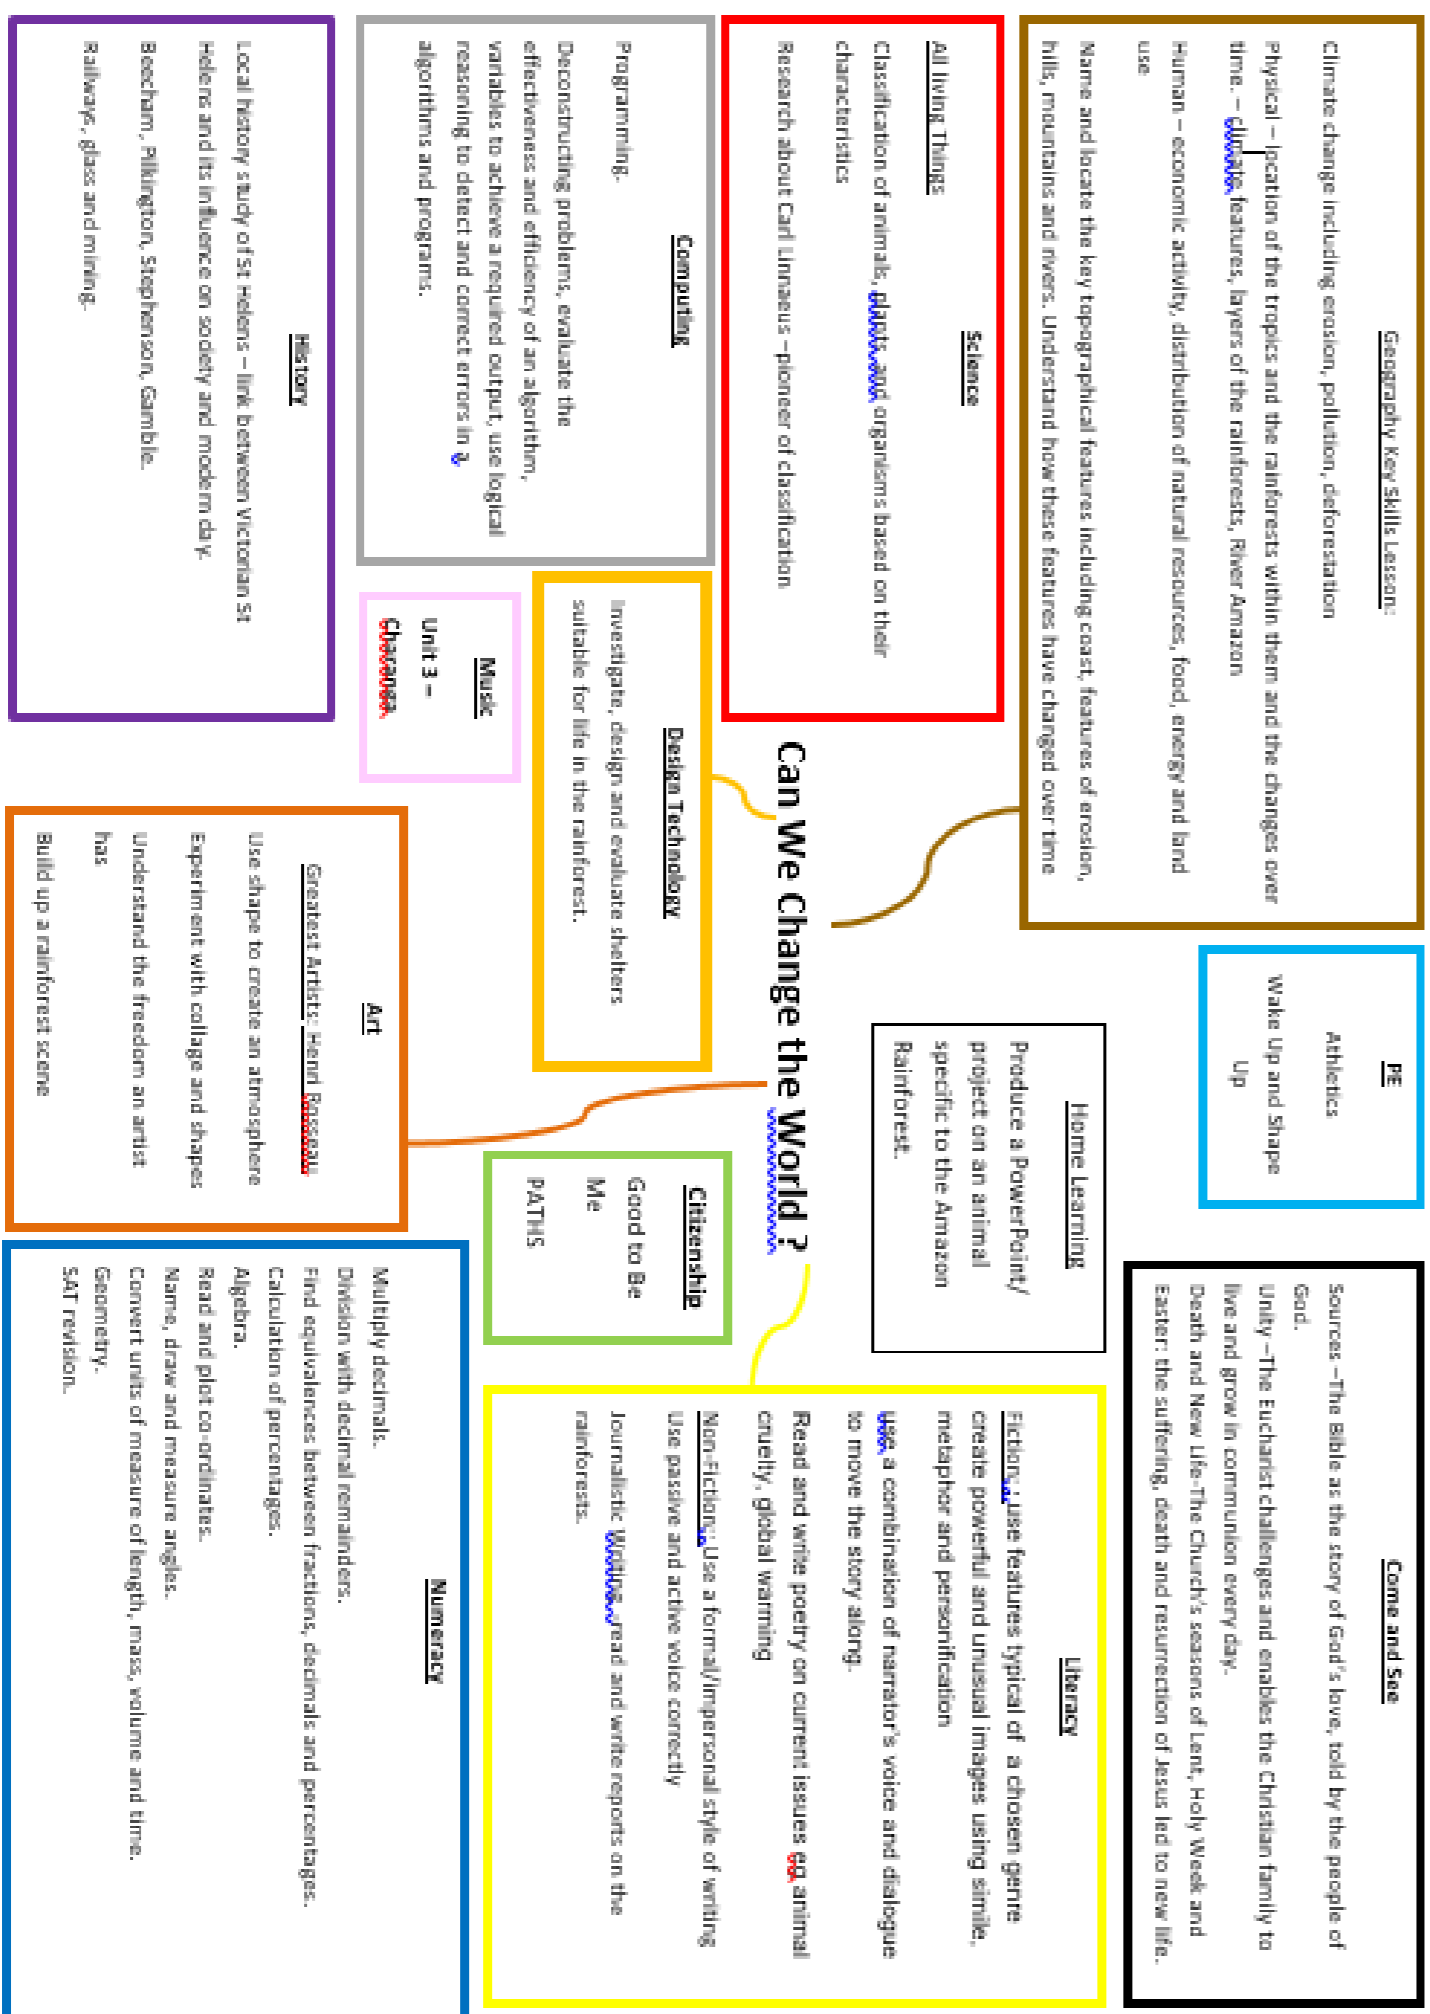 Geography Key Skills Lesson:
Climate change including erosion, pollution, deforestation
Physical – location of the tropics and the rainforests within them and the changes over
time. – climate features, layers of the rainforests, River Amazon
Human – economic activity, distribution of natural resources, food, energy and land
use
Name and locate the key topographical features including coast, features of erosion,
hills, mountains and rivers. Understand how these features have changed over time
PE
Athletics
Wake Up and Shape
Up
Come and See
Sources –The Bible as the story of God's love, told by the people of
God.
Unity –The Eucharist challenges and enables the Christian family to
live and grow in communion every day.
Death and New Life-The Church's seasons of Lent, Holy Week and
Easter: the suffering, death and resurrection of Jesus led to new life.
Science
All living Things
Classification of animals, plants and organisms based on their
characteristics
Research about Carl Linnaeus –pioneer of classification
Home Learning
Produce a PowerPoint/
project on an animal
specific to the Amazon
Rainforest.
Can We Change the World ?
Literacy
Fiction: use features typical of a chosen genre
create powerful and unusual images using simile,
metaphor and personification
use a combination of narrator's voice and dialogue
to move the story along.
Read and write poetry on current issues eg animal
cruelty, global warming
Non-Fiction: Use a formal/impersonal style of writing
Use passive and active voice correctly
Journalistic Writing read and write reports on the
rainforests.
Computing
Programming.
Deconstructing problems, evaluate the
effectiveness and efficiency of an algorithm,
variables to achieve a required output, use logical
reasoning to detect and correct errors in a
algorithms and programs.
Design Technology
Investigate, design and evaluate shelters
suitable for life in the rainforest.
Music
Unit 3 –
Charanga
Citizenship
Good to Be
Me
PATHS
History
Local history study of St Helens – link between Victorian St
Helens and its influence on society and modern day.
Beecham, Pilkington, Stephenson, Gamble.
Railways, glass and mining.
Art
Greatest Artists: Henri Rosseau
Use shape to create an atmosphere
Experiment with collage and shapes
Understand the freedom an artist
has
Build up a rainforest scene
Numeracy
Multiply decimals.
Division with decimal remainders.
Find equivalences between fractions, decimals and percentages.
Calculation of percentages.
Algebra.
Read and plot co-ordinates.
Name, draw and measure angles.
Convert units of measure of length, mass, volume and time.
Geometry.
SAT revision.